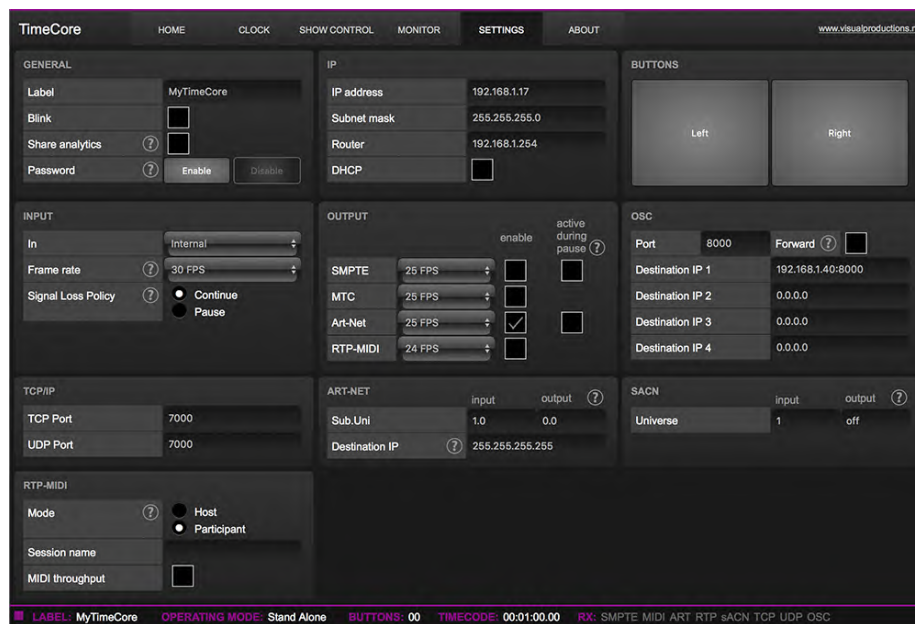 TimeCore HOME CLOCK SHOW CONTROL MONITOR SETTINGS ABOUT www.visualproductions.n
GENERAL
Label MyTimeCore
Blink
Share analytics ?
Password ? Enable Disable
IP
IP address 192.168.1.17
Subnet mask 255.255.255.0
Router 192.168.1.254
DHCP
BUTTONS
Left Right
INPUT
In Internal
Frame rate ? 30 FPS
Signal Loss Policy ? Continue
Pause
OUTPUT
enable active during pause ?
SMPTE 25 FPS
MTC 25 FPS
Art-Net 25 FPS
RTP-MIDI 24 FPS
OSC
Port 8000 Forward ?
Destination IP 1 192.168.1.40:8000
Destination IP 2 0.0.0.0
Destination IP 3 0.0.0.0
Destination IP 4 0.0.0.0
TCP/IP
TCP Port 7000
UDP Port 7000
ART-NET
input output ?
Sub.Uni 1.0 0.0
Destination IP ? 255.255.255.255
SACN
input output ?
Universe 1 off
RTP-MIDI
Mode ? Host
Participant
Session name
MIDI throughput
LABEL: MyTimeCore OPERATING MODE: Stand Alone BUTTONS: 00 TIMECODE: 00:01:00.00 RX: SMPTE MIDI ART RTP sACN TCP UDP OSC